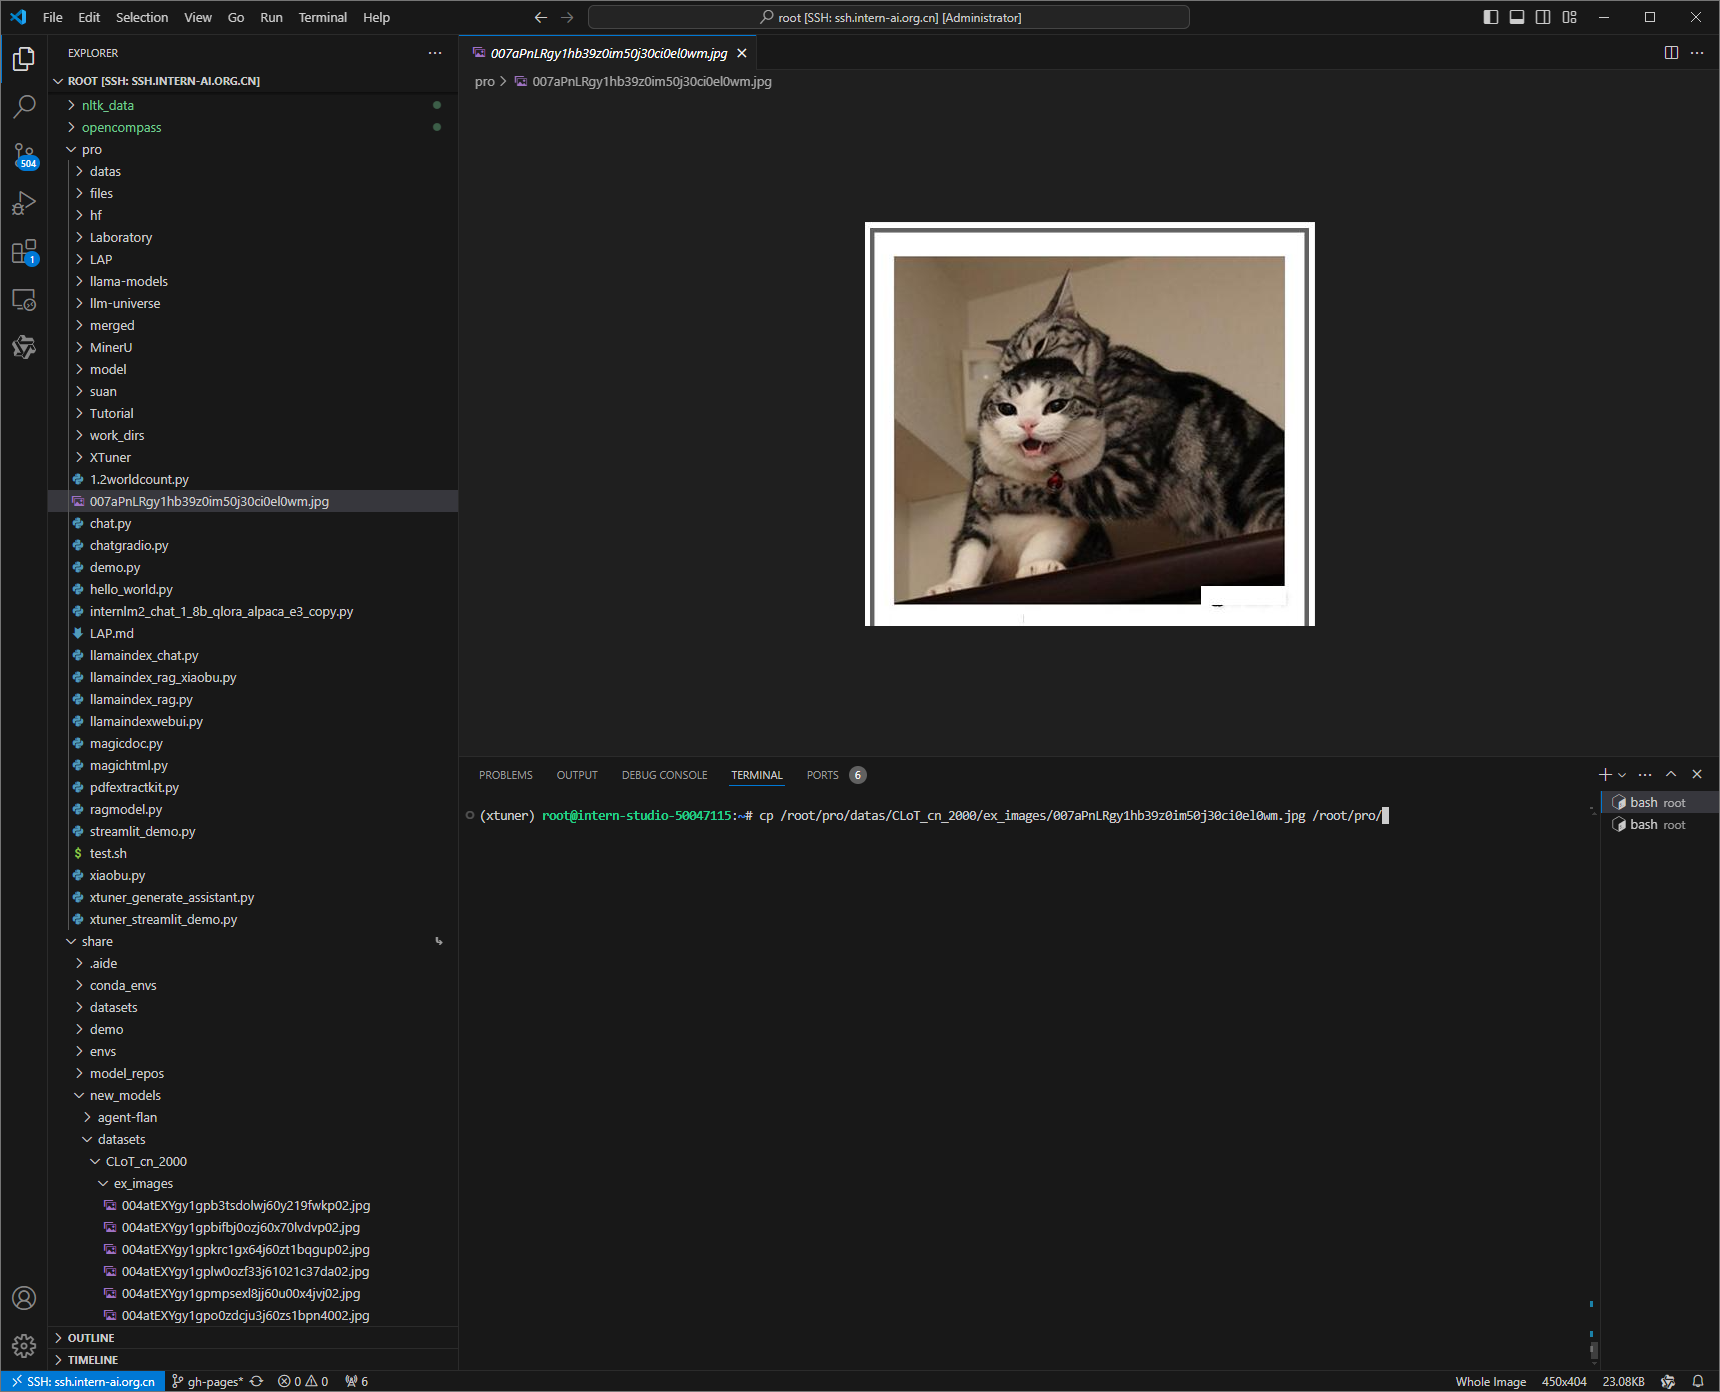 File Edit Selection View Go Run Terminal Help
root [SSH: ssh.intern-ai.org.cn] [Administrator]
EXPLORER
ROOT [SSH: SSH.INTERN-AI.ORG.CN]
nltk_data
opencompass
pro
datas
files
hf
Laboratory
LAP
llama-models
llm-universe
merged
MinerU
model
suan
Tutorial
work_dirs
XTuner
1.2worldcount.py
007aPnLRgy1hb39z0im50j30ci0el0wm.jpg
chat.py
chatgradio.py
demo.py
hello_world.py
internlm2_chat_1_8b_qlora_alpaca_e3_copy.py
LAP.md
llamaindex_chat.py
llamaindex_rag_xiaobu.py
llamaindex_rag.py
llamaindexwebui.py
magicdoc.py
magichtml.py
pdfextractkit.py
ragmodel.py
streamlit_demo.py
test.sh
xiaobu.py
xtuner_generate_assistant.py
xtuner_streamlit_demo.py
share
.aide
conda_envs
datasets
demo
envs
model_repos
new_models
agent-flan
datasets
CLoT_cn_2000
ex_images
004atEXYgy1gpb3tsdolwj60y219fwkp02.jpg
004atEXYgy1gpbifbj0ozj60x70lvdvp02.jpg
004atEXYgy1gpkrc1gx64j60zt1bqgup02.jpg
004atEXYgy1gplw0ozf33j61021c37da02.jpg
004atEXYgy1gpmpsexl8jj60u00x4jvj02.jpg
004atEXYgy1gpo0zdcju3j60zs1bpn4002.jpg
OUTLINE
TIMELINE
504
1
007aPnLRgy1hb39z0im50j30ci0el0wm.jpg
pro > 007aPnLRgy1hb39z0im50j30ci0el0wm.jpg
PROBLEMS OUTPUT DEBUG CONSOLE TERMINAL PORTS 6
(xtuner) root@intern-studio-50047115:~# cp /root/pro/datas/CLoT_cn_2000/ex_images/007aPnLRgy1hb39z0im50j30ci0el0wm.jpg /root/pro/
bash root
bash root
SSH: ssh.intern-ai.org.cn gh-pages* 0 0 6
Whole Image 450x404 23.08KB